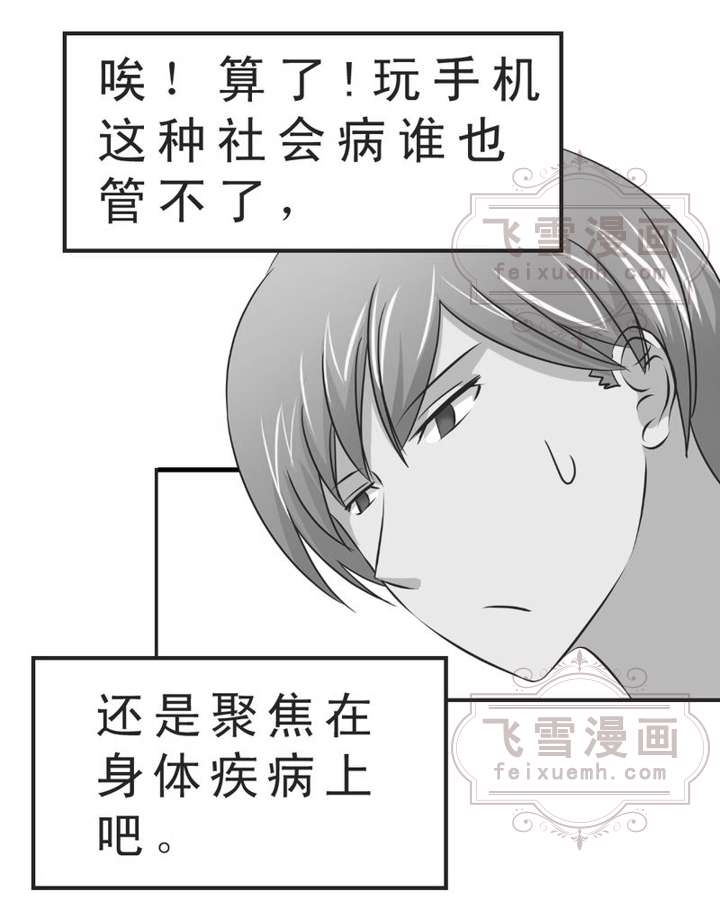 唉！算了！玩手机
这种社会病谁也
管不了，
飞雪漫画
feixuemh.com
还是聚焦在
身体疾病上
吧。
飞雪漫画
feixuemh.com